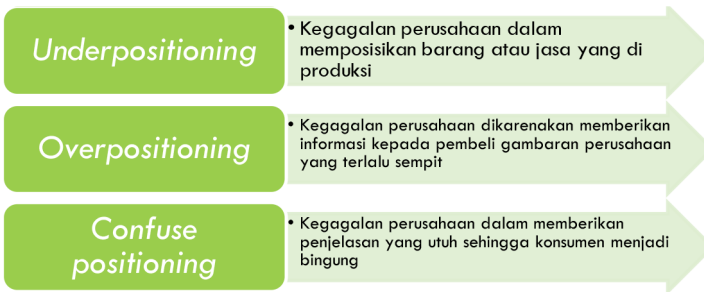 Underpositioning
• Kegagalan perusahaan dalam
memposisikan barang atau jasa yang di
produksi
Overpositioning
• Kegagalan perusahaan dikarenakan memberikan
informasi kepada pembeli gambaran perusahaan
yang terlalu sempit
Confuse
positioning
• Kegagalan perusahaan dalam memberikan
penjelasan yang utuh sehingga konsumen menjadi
bingung